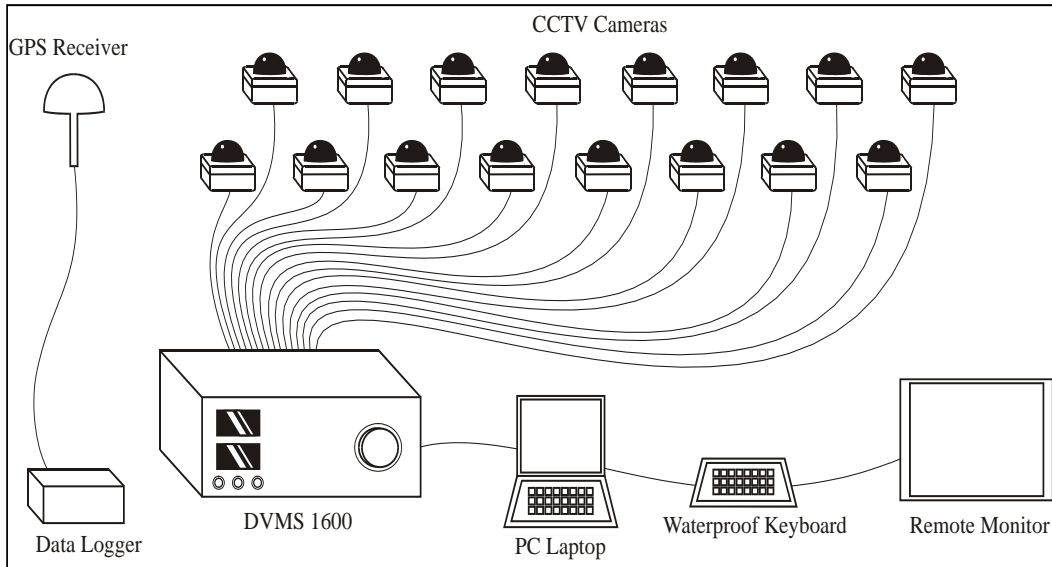 CCTV Cameras
GPS Receiver
DVMS 1600
Waterproof Keyboard
Remote Monitor
Data Logger
PC Laptop